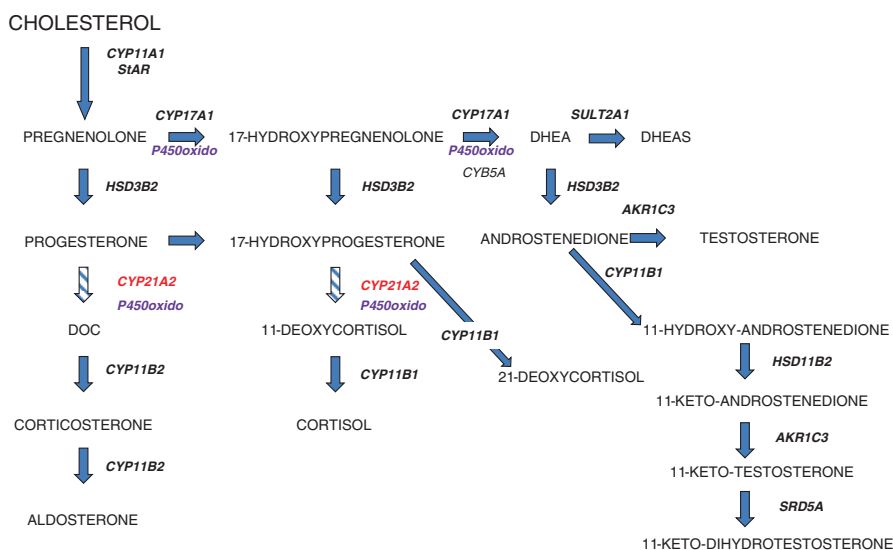 CHOLESTEROL
CYP11A1
StAR
CYP17A1
CYP17A1
SULT2A1
PREGNENOLONE
17-HYDROXYPREGNENOLONE
DHEA
DHEAS
P450oxido
P450oxido
CYB5A
HSD3B2
HSD3B2
HSD3B2
AKR1C3
PROGESTERONE
17-HYDROXYPROGESTERONE
ANDROSTENEDIONE
TESTOSTERONE
CYP21A2
CYP21A2
CYP11B1
P450oxido
P450oxido
DOC
11-DEOXYCORTISOL
CYP11B1
11-HYDROXY-ANDROSTENEDIONE
CYP11B2
CYP11B1
HSD11B2
21-DEOXYCORTISOL
11-KETO-ANDROSTENEDIONE
CORTICOSTERONE
CORTISOL
AKR1C3
CYP11B2
11-KETO-TESTOSTERONE
SRD5A
ALDOSTERONE
11-KETO-DIHYDROTESTOSTERONE